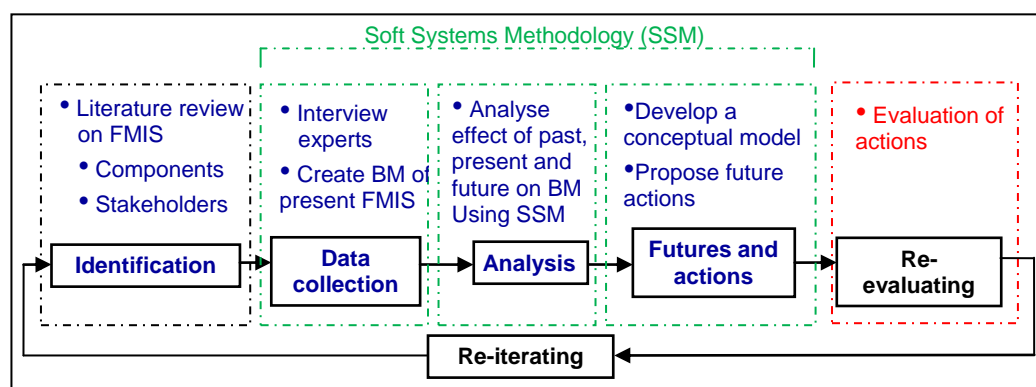 Soft Systems Methodology (SSM)
• Literature review
on FMIS
• Components
• Stakeholders
Identification
• Interview
experts
• Create BM of
present FMIS
Data
collection
• Analyse
effect of past,
present and
future on BM
Using SSM
Analysis
•Develop a
conceptual model
•Propose future
actions
Futures and
actions
• Evaluation of
actions
Re-
evaluating
Re-iterating